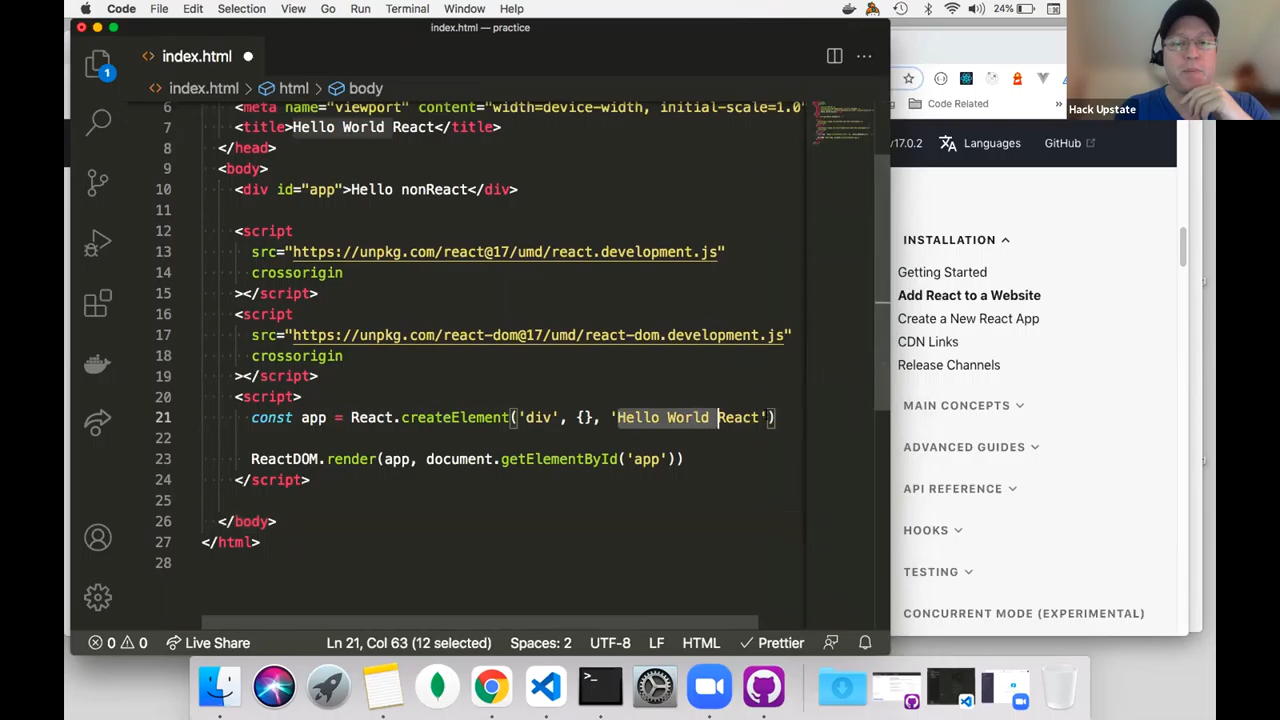 Code File Edit Selection View Go Run Terminal Window Help 24%
index.html — practice
1
index.html
index.html > html > body
6 <meta name="viewport" content="width=device-width, initial-scale=1.0"
7 <title>Hello World React</title>
8 </head>
9 <body>
10 <div id="app">Hello nonReact</div>
11
12 <script
13 src="https://unpkg.com/react@17/umd/react.development.js"
14 crossorigin
15 ></script>
16 <script
17 src="https://unpkg.com/react-dom@17/umd/react-dom.development.js"
18 crossorigin
19 ></script>
20 <script>
21 const app = React.createElement('div', {}, 'Hello World React')
22
23 ReactDOM.render(app, document.getElementById('app'))
24 </script>
25
26 </body>
27 </html>
28
0 0 Live Share Ln 21, Col 63 (12 selected) Spaces: 2 UTF-8 LF HTML Prettier
Hack Upstate
Code Related »
v17.0.2 Languages GitHub
INSTALLATION
Getting Started
Add React to a Website
Create a New React App
CDN Links
Release Channels
MAIN CONCEPTS
ADVANCED GUIDES
API REFERENCE
HOOKS
TESTING
CONCURRENT MODE (EXPERIMENTAL)